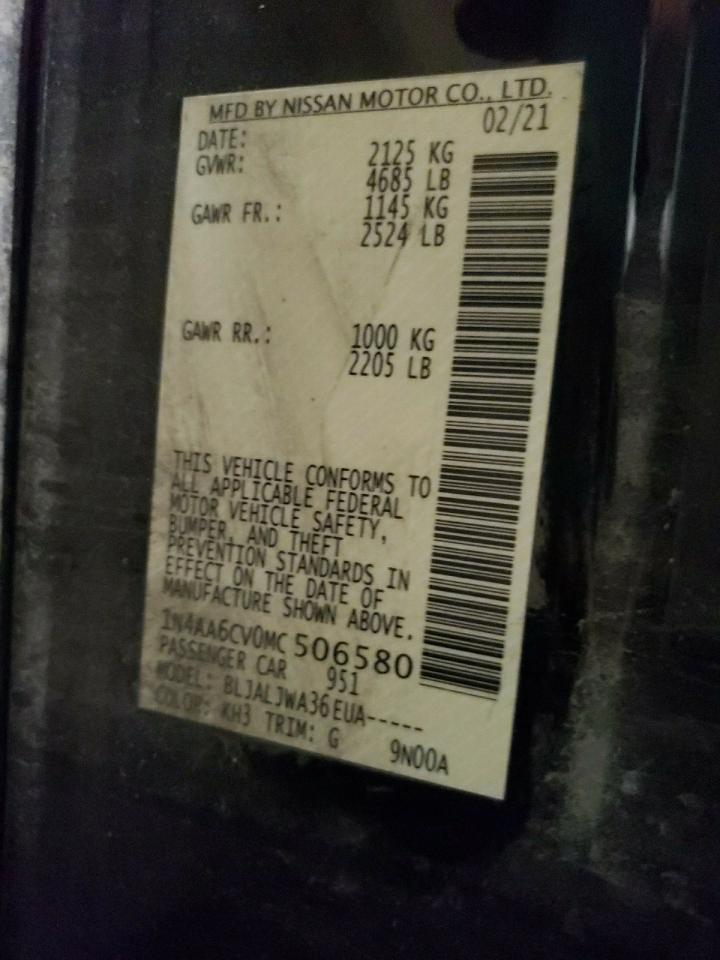 MFD BY NISSAN MOTOR CO., LTD.
DATE: 02/21
GVWR: 2125 KG
4685 LB
GAWR FR.: 1145 KG
2524 LB
GAWR RR.: 1000 KG
2205 LB
THIS VEHICLE CONFORMS TO
ALL APPLICABLE FEDERAL
MOTOR VEHICLE SAFETY,
BUMPER, AND THEFT
PREVENTION STANDARDS IN
EFFECT ON THE DATE OF
MANUFACTURE SHOWN ABOVE.
1N4AA6CV0MC506580
PASSENGER CAR 951
MODEL: BLJALJWA36EUA-----
COLOR: KH3 TRIM: G 9N00A